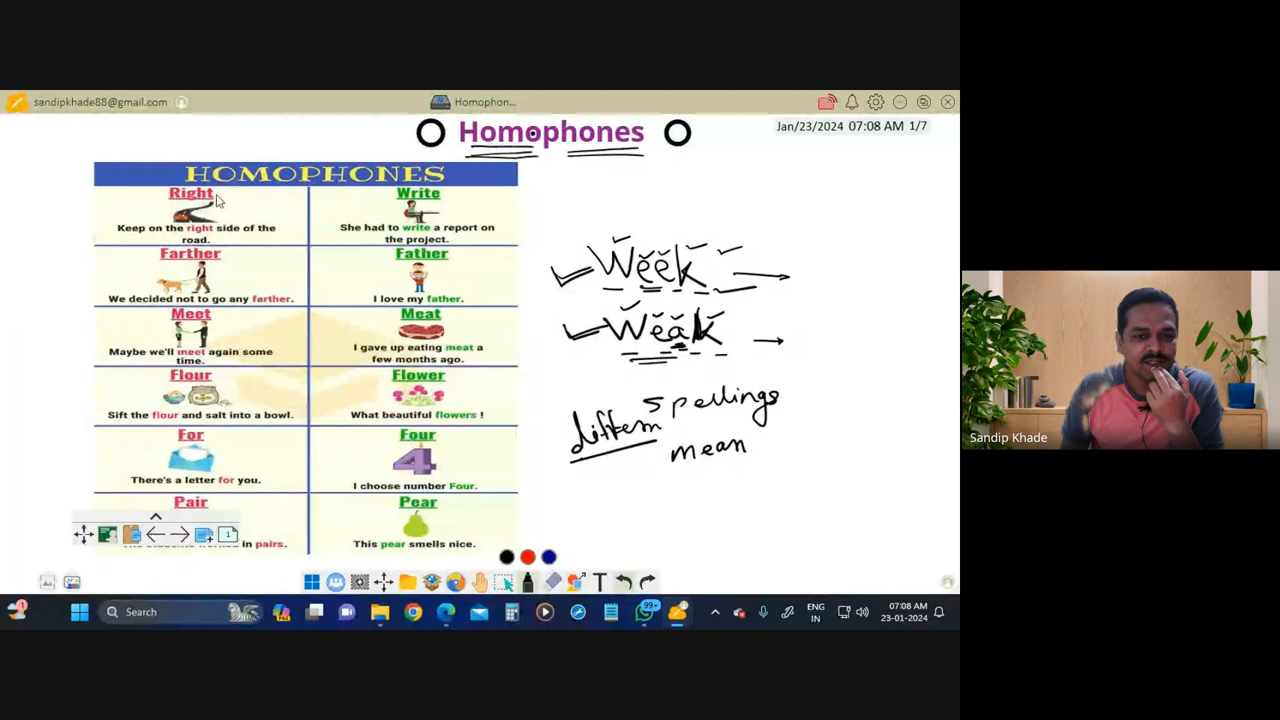 sandipkhade88@gmail.com
Homophon...
Homophones
Jan/23/2024 07:08 AM 1/7
HOMOPHONES
Right
Write
Keep on the right side of the
road.
She had to write a report on
the project.
Farther
Father
We decided not to go any farther.
I love my father.
Meet
Meat
Maybe we'll meet again some
time.
I gave up eating meat a
few months ago.
Flour
Flower
Sift the flour and salt into a bowl.
What beautiful flowers !
For
Four
4
There's a letter for you.
I choose number Four.
Pair
Pear
in pairs.
This pear smells nice.
Week
Weak
differn spellings
mean
Sandip Khade
1
T
1
Search
99+
ENG
IN
07:08 AM
23-01-2024